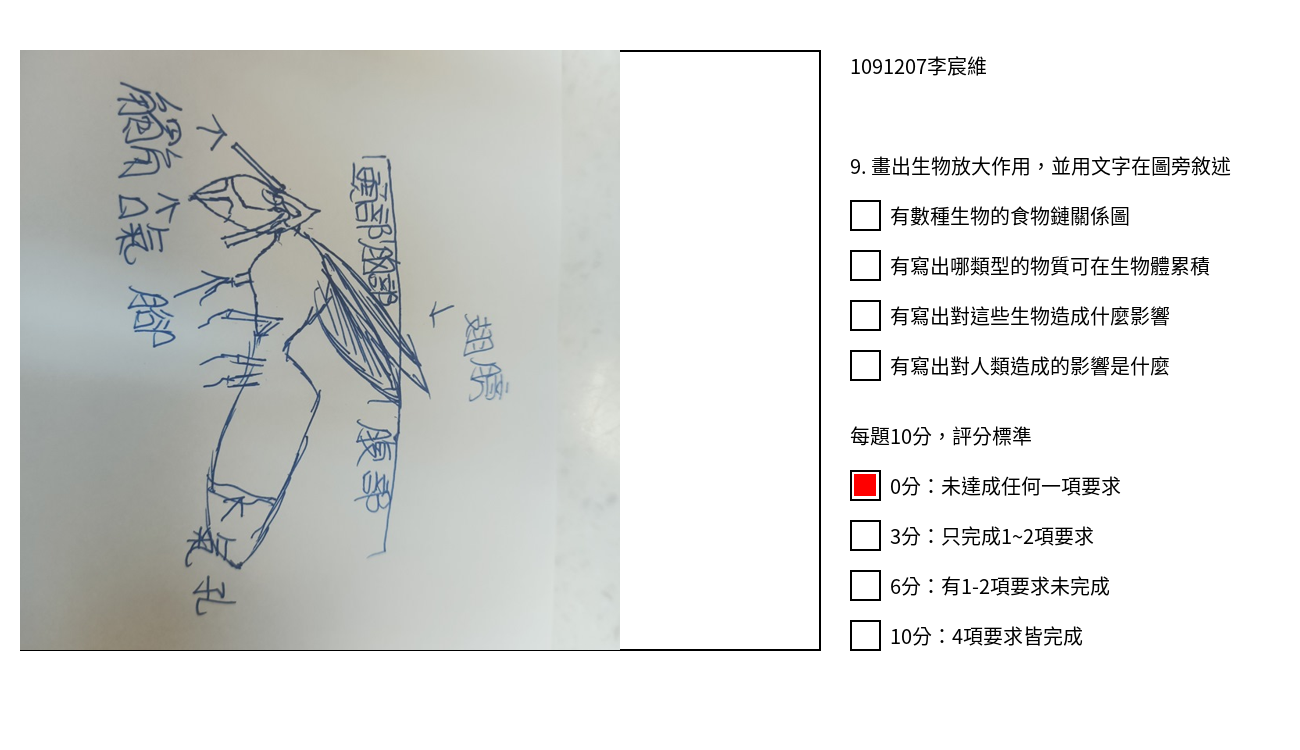 觸角
口氣
腳
頭部胸部
翅膀
腹部
氣孔
1091207李宸維
9. 畫出生物放大作用，並用文字在圖旁敘述
有數種生物的食物鏈關係圖
有寫出哪類型的物質可在生物體累積
有寫出對這些生物造成什麼影響
有寫出對人類造成的影響是什麼
每題10分，評分標準
0分：未達成任何一項要求
3分：只完成1~2項要求
6分：有1-2項要求未完成
10分：4項要求皆完成